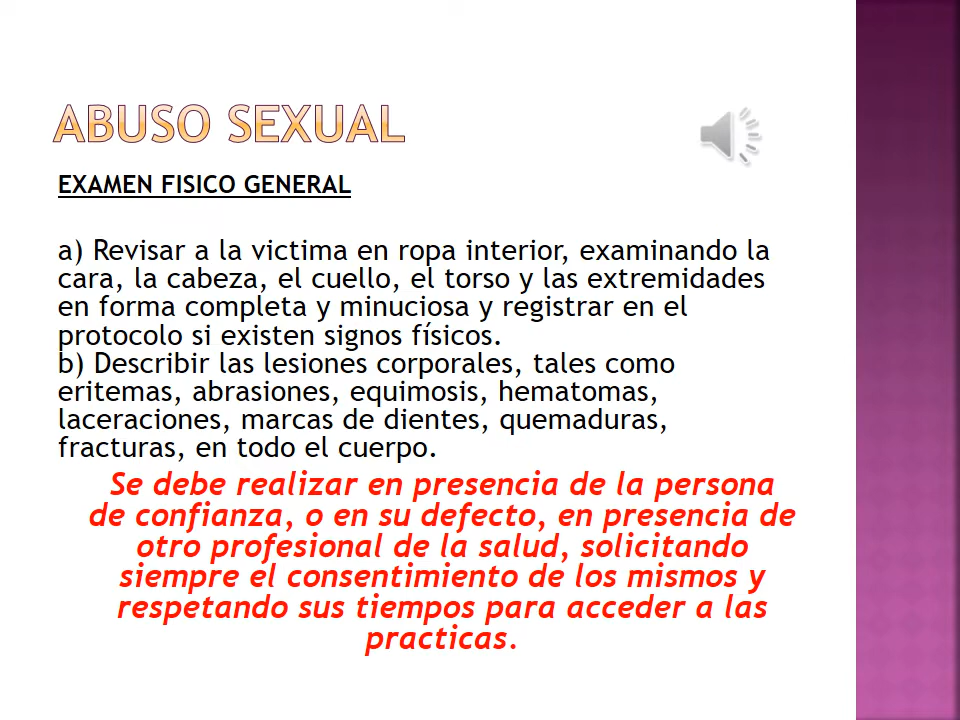 ABUSO SEXUAL
EXAMEN FISICO GENERAL
a) Revisar a la victima en ropa interior, examinando la
cara, la cabeza, el cuello, el torso y las extremidades
en forma completa y minuciosa y registrar en el
protocolo si existen signos físicos.
b) Describir las lesiones corporales, tales como
eritemas, abrasiones, equimosis, hematomas,
laceraciones, marcas de dientes, quemaduras,
fracturas, en todo el cuerpo.
Se debe realizar en presencia de la persona
de confianza, o en su defecto, en presencia de
otro profesional de la salud, solicitando
siempre el consentimiento de los mismos y
respetando sus tiempos para acceder a las
practicas.